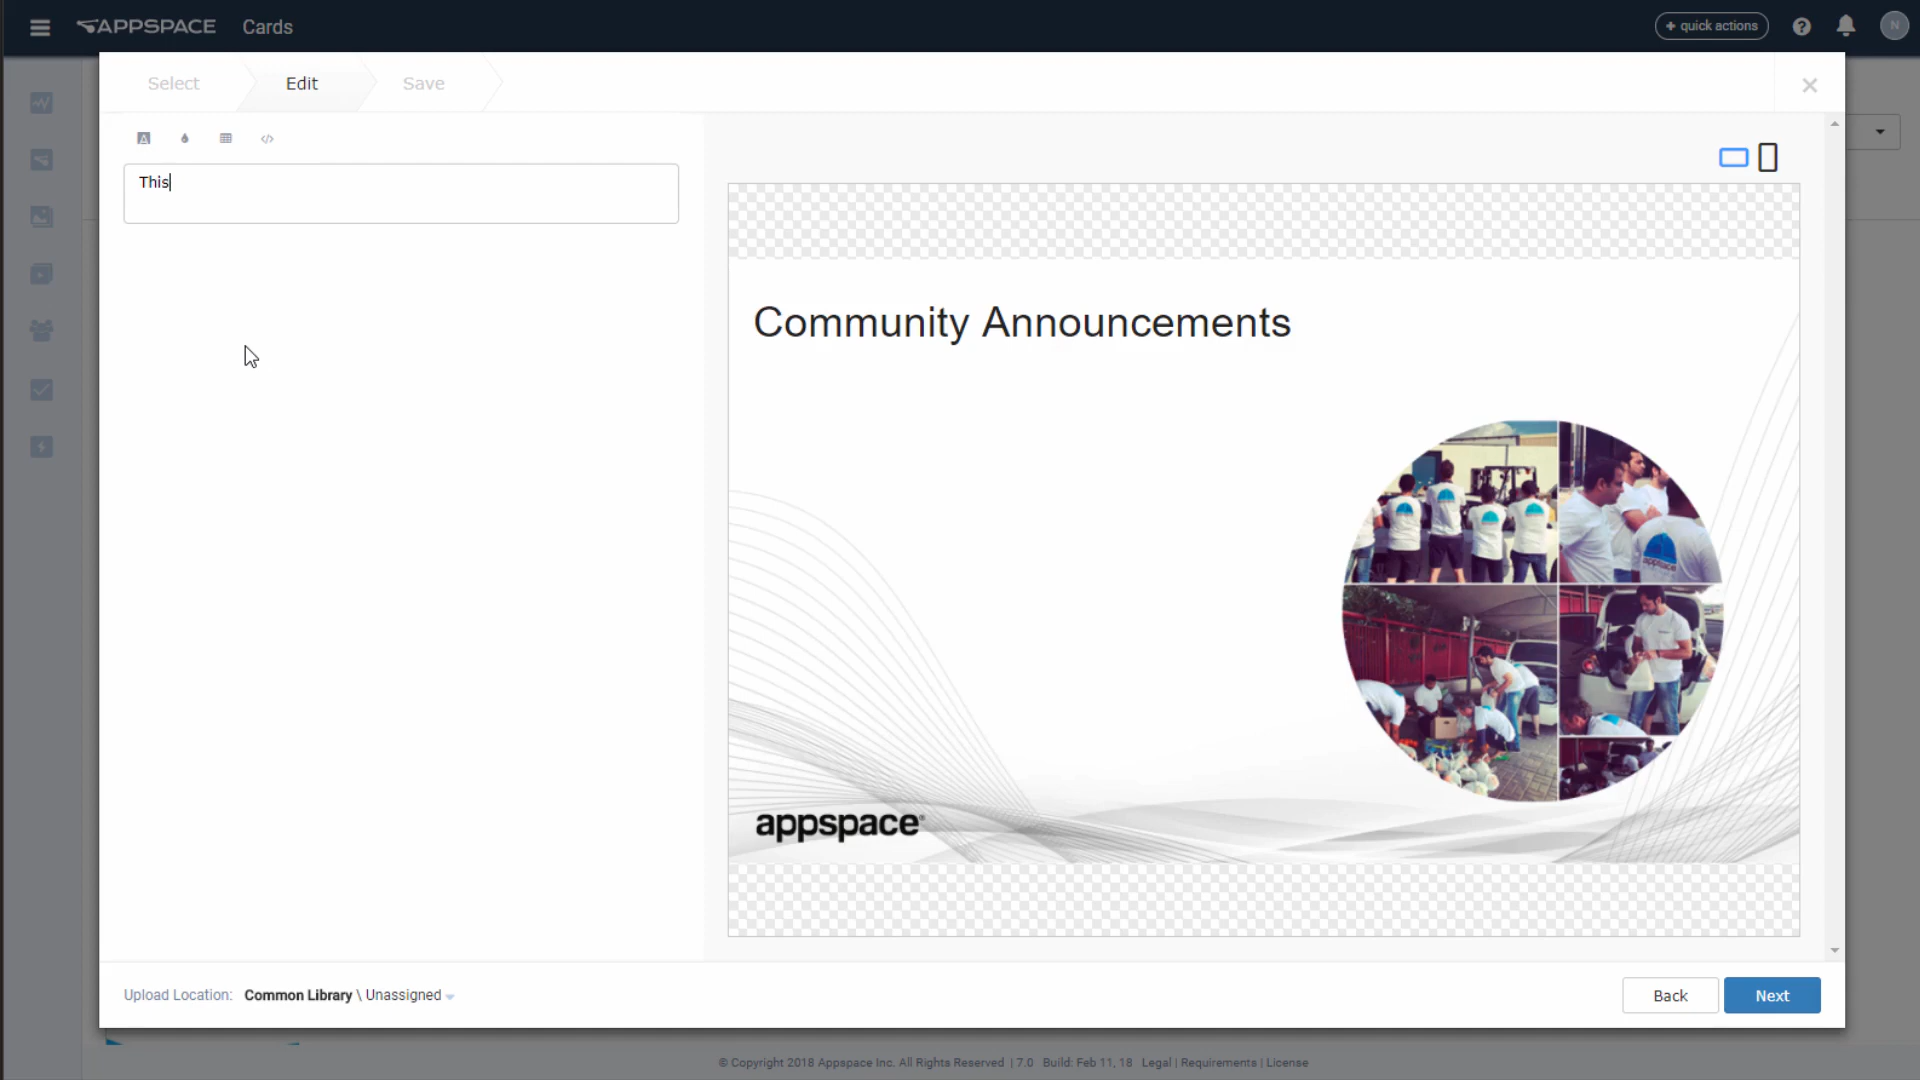 APPSPACE Cards + quick actions ? N
Select Edit Save
This
Community Announcements
appspace
appspace
Upload Location: Common Library \ Unassigned Back Next
© Copyright 2018 Appspace Inc. All Rights Reserved | 7.0 Build: Feb 11, 18 Legal | Requirements | License